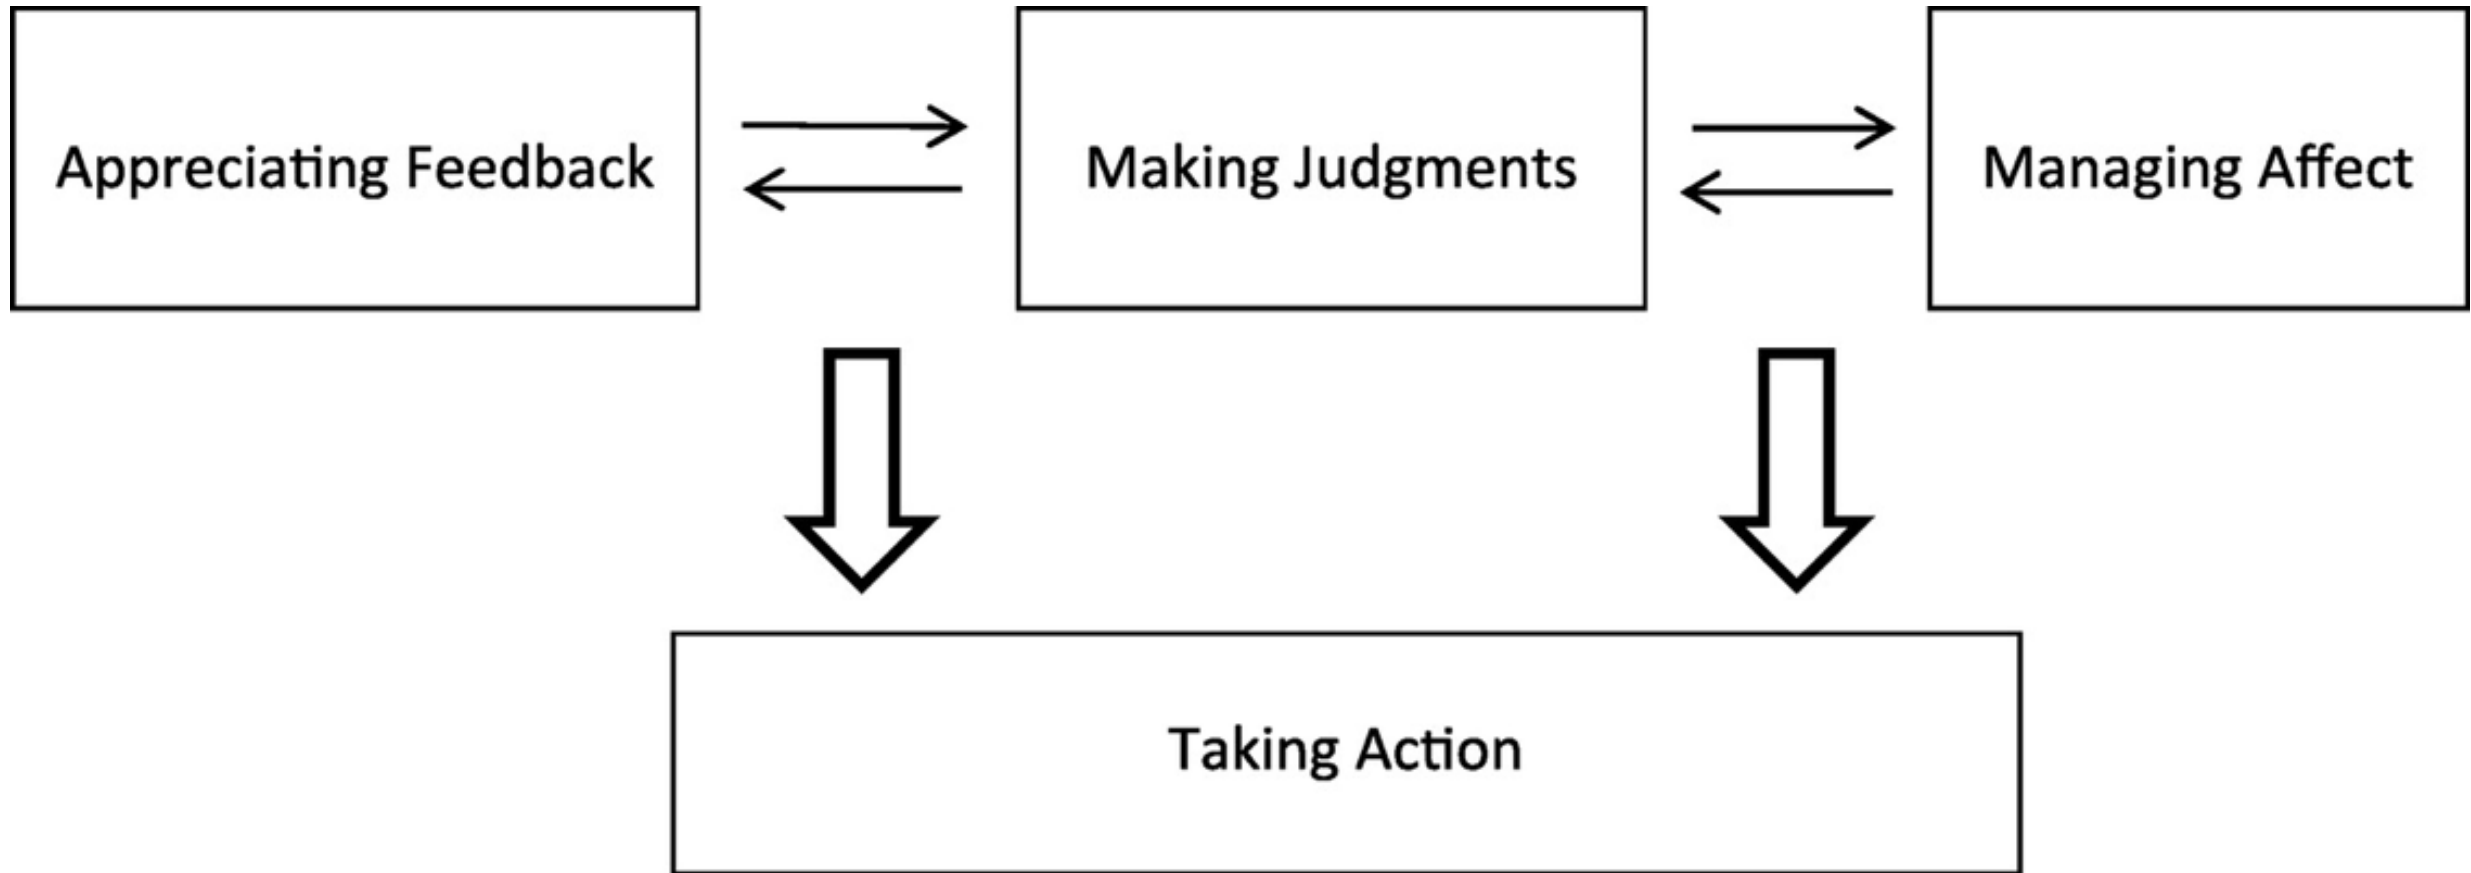 Appreciating Feedback
Making Judgments
Managing Affect
Taking Action